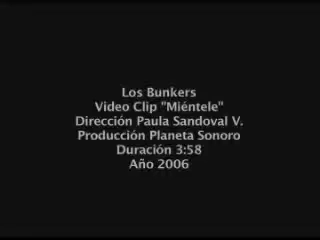 Los Bunkers
Video Clip "Miéntele"
Dirección Paula Sandoval V.
Producción Planeta Sonoro
Duración 3:58
Año 2006